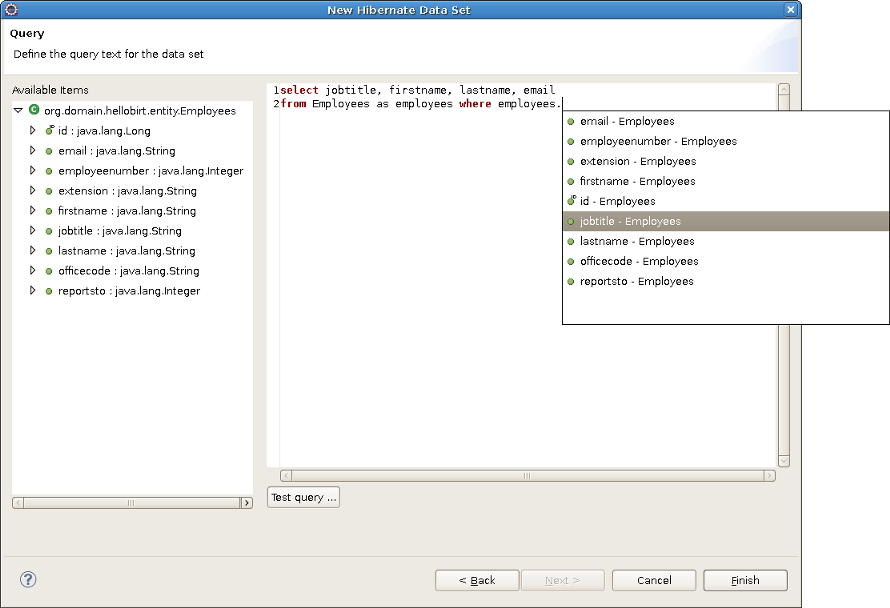 New Hibernate Data Set
Query
Define the query text for the data set
Available Items
org.domain.hellobirt.entity.Employees
id : java.lang.Long
email : java.lang.String
employeenumber : java.lang.Integer
extension : java.lang.String
firstname : java.lang.String
jobtitle : java.lang.String
lastname : java.lang.String
officecode : java.lang.String
reportsto : java.lang.Integer
1select jobtitle, firstname, lastname, email
2from Employees as employees where employees.
email - Employees
employeenumber - Employees
extension - Employees
firstname - Employees
id - Employees
jobtitle - Employees
lastname - Employees
officecode - Employees
reportsto - Employees
Test query ...
? < Back Next > Cancel Finish